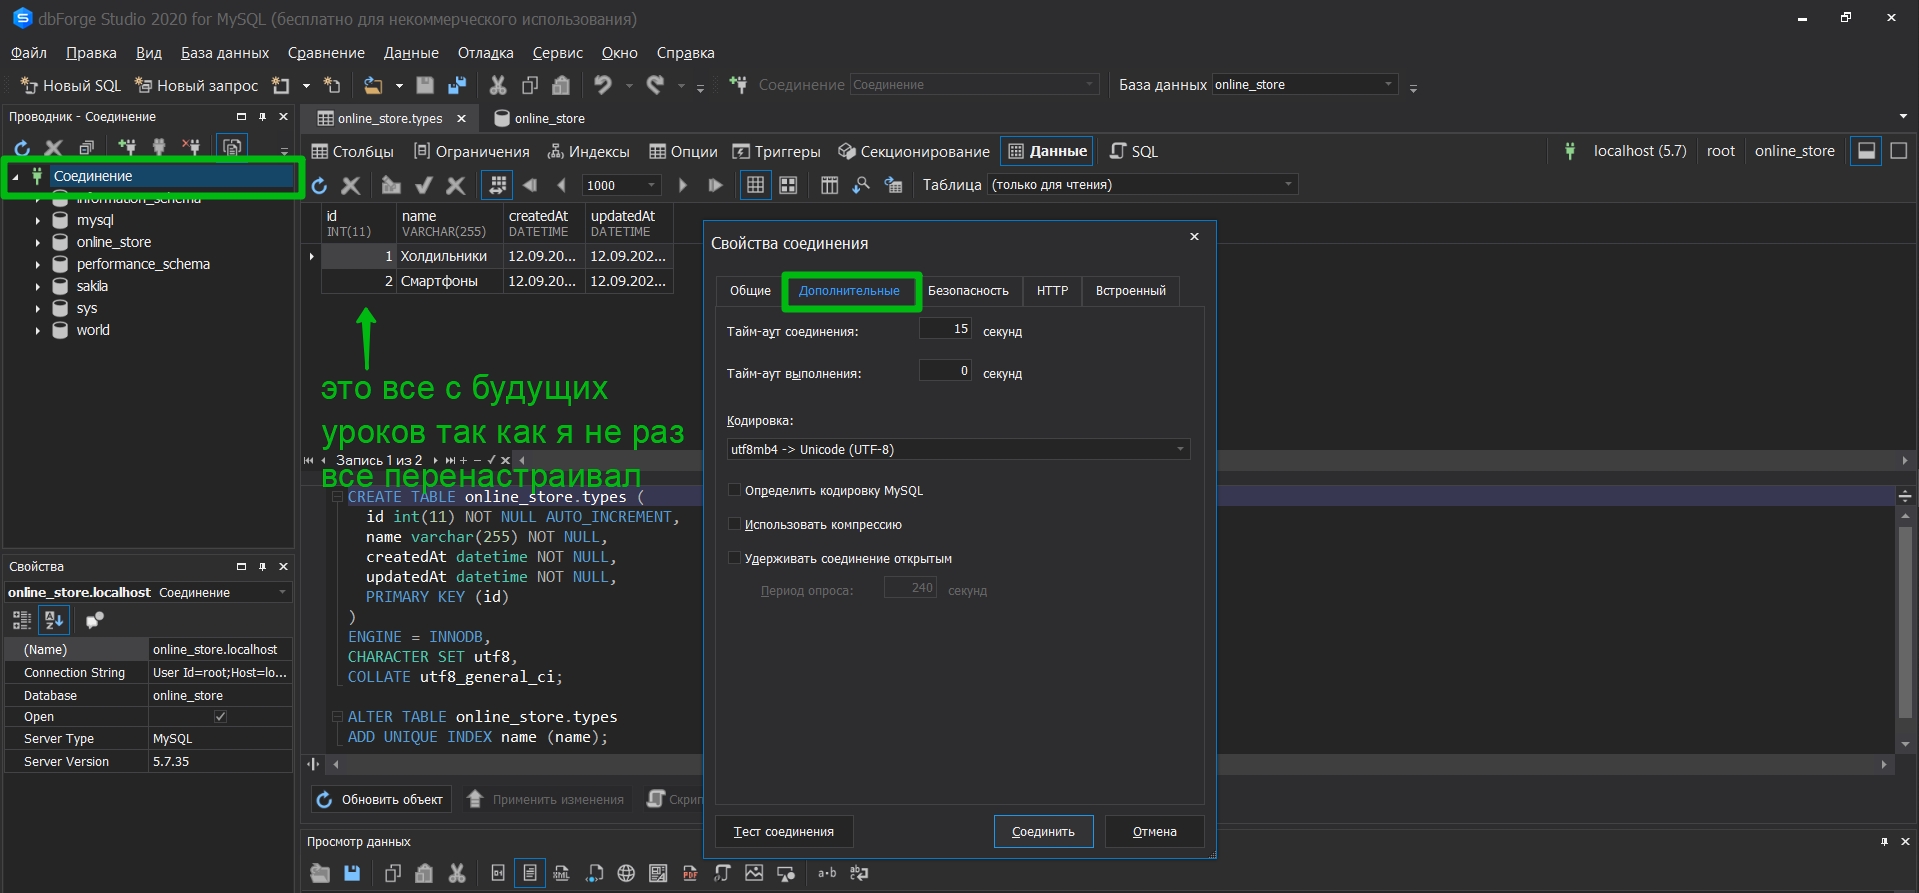 dbForge Studio 2020 for MySQL (бесплатно для некоммерческого использования)
Файл Правка Вид База данных Сравнение Данные Отладка Сервис Окно Справка
Новый SQL Новый запрос Соединение Соединение База данных online_store
Проводник - Соединение
online_store.types online_store
Столбцы Ограничения Индексы Опции Триггеры Секционирование Данные SQL localhost (5.7) root online_store
1000 Таблица (только для чтения)
Соединение
information_schema
mysql
online_store
performance_schema
sakila
sys
world
id name createdAt updatedAt
INT(11) VARCHAR(255) DATETIME DATETIME
1 Холдильники 12.09.20... 12.09.202...
2 Смартфоны 12.09.20... 12.09.202...
это все с будущих
уроков так как я не раз
все перенастраивал
Запись 1 из 2
CREATE TABLE online_store.types (
id int(11) NOT NULL AUTO_INCREMENT,
name varchar(255) NOT NULL,
createdAt datetime NOT NULL,
updatedAt datetime NOT NULL,
PRIMARY KEY (id)
)
ENGINE = INNODB,
CHARACTER SET utf8,
COLLATE utf8_general_ci;
ALTER TABLE online_store.types
ADD UNIQUE INDEX name (name);
Обновить объект Применить изменения Скрип
Просмотр данных
Свойства
online_store.localhost Соединение
(Name) online_store.localhost
Connection String User Id=root;Host=lo...
Database online_store
Open
Server Type MySQL
Server Version 5.7.35
Свойства соединения
Общие Дополнительные Безопасность HTTP Встроенный
Тайм-аут соединения: 15 секунд
Тайм-аут выполнения: 0 секунд
Кодировка:
utf8mb4 -> Unicode (UTF-8)
Определить кодировку MySQL
Использовать компрессию
Удерживать соединение открытым
Период опроса: 240 секунд
Тест соединения Соединить Отмена